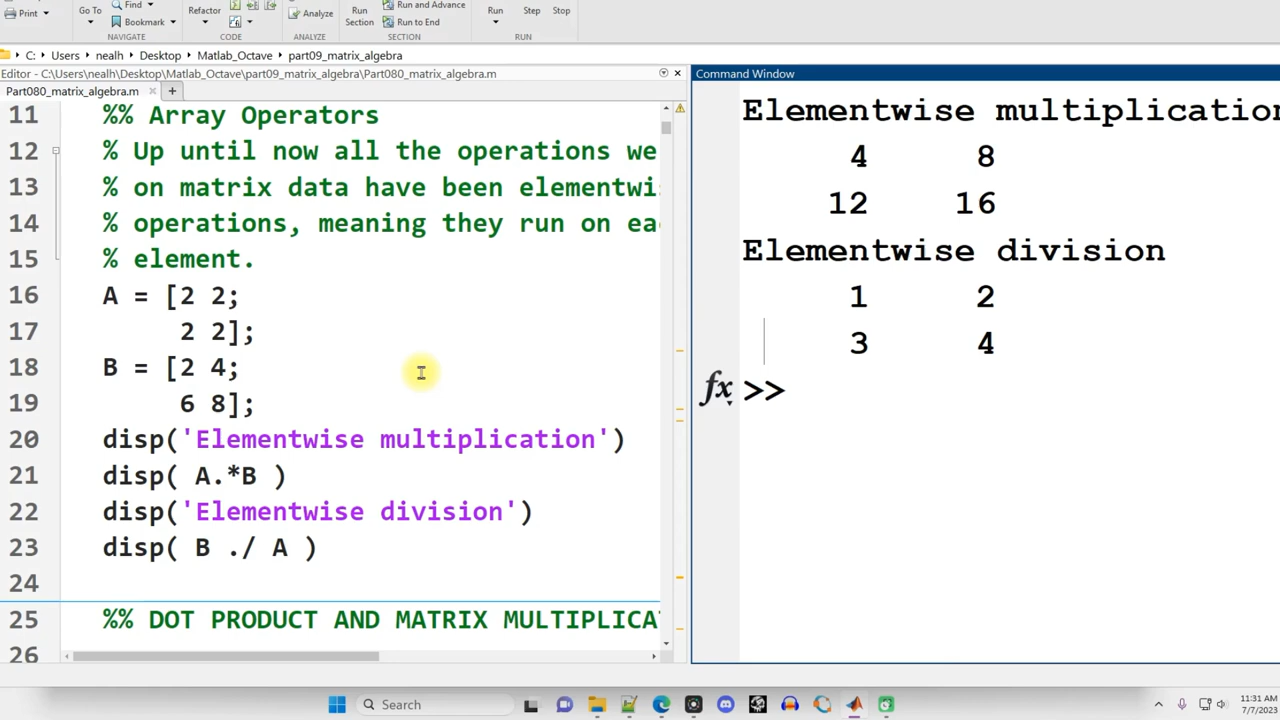 Print
Go To
Find
Bookmark
NAVIGATE
Refactor
CODE
Analyze
ANALYZE
Run Section
Run and Advance
Run to End
SECTION
Run
Step
Stop
RUN
C: Users nealh Desktop Matlab_Octave part09_matrix_algebra
Editor - C:\Users\nealh\Desktop\Matlab_Octave\part09_matrix_algebra\Part080_matrix_algebra.m
Part080_matrix_algebra.m
11 %% Array Operators
12 % Up until now all the operations we
13 % on matrix data have been elementwi
14 % operations, meaning they run on ea
15 % element.
16 A = [2 2;
17 2 2];
18 B = [2 4;
19 6 8];
20 disp('Elementwise multiplication')
21 disp( A.*B )
22 disp('Elementwise division')
23 disp( B ./ A )
24
25 %% DOT PRODUCT AND MATRIX MULTIPLICA
26
Command Window
Elementwise multiplication
4 8
12 16
Elementwise division
1 2
3 4
fx >>
Search
11:31 AM
7/7/2023